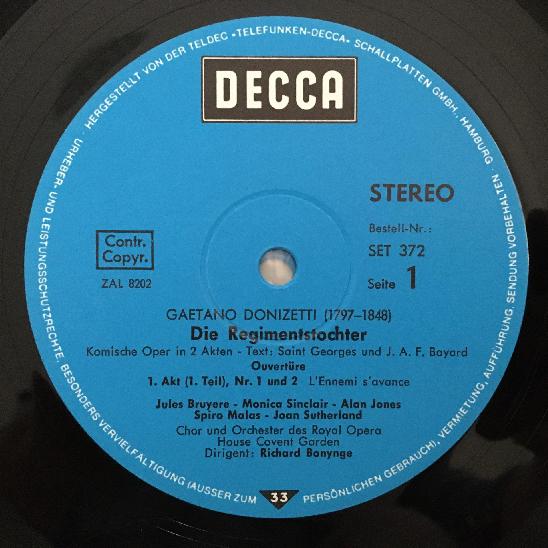 URHEBER- UND LEISTUNGSSCHUTZRECHTE, BESONDERS VERVIELFÄLTIGUNG (AUSSER ZUM PERSÖNLICHEN GEBRAUCH), VERMIETUNG, AUFFÜHRUNG, SENDUNG VORBEHALTEN
HERGESTELLT VON DER TELDEC »TELEFUNKEN-DECCA« SCHALLPLATTEN GMBH., HAMBURG
DECCA
STEREO
Bestell-Nr.:
SET 372
Seite 1
Contr.
Copyr.
ZAL 8202
GAETANO DONIZETTI (1797-1848)
Die Regimentstochter
Komische Oper in 2 Akten - Text: Saint Georges und J. A. F. Bayard
Ouvertüre
1. Akt (1. Teil), Nr. 1 und 2 L'Ennemi s'avance
Jules Bruyere - Monica Sinclair - Alan Jones
Spiro Malas - Joan Sutherland
Chor und Orchester des Royal Opera
House Covent Garden
Dirigent: Richard Bonynge
33